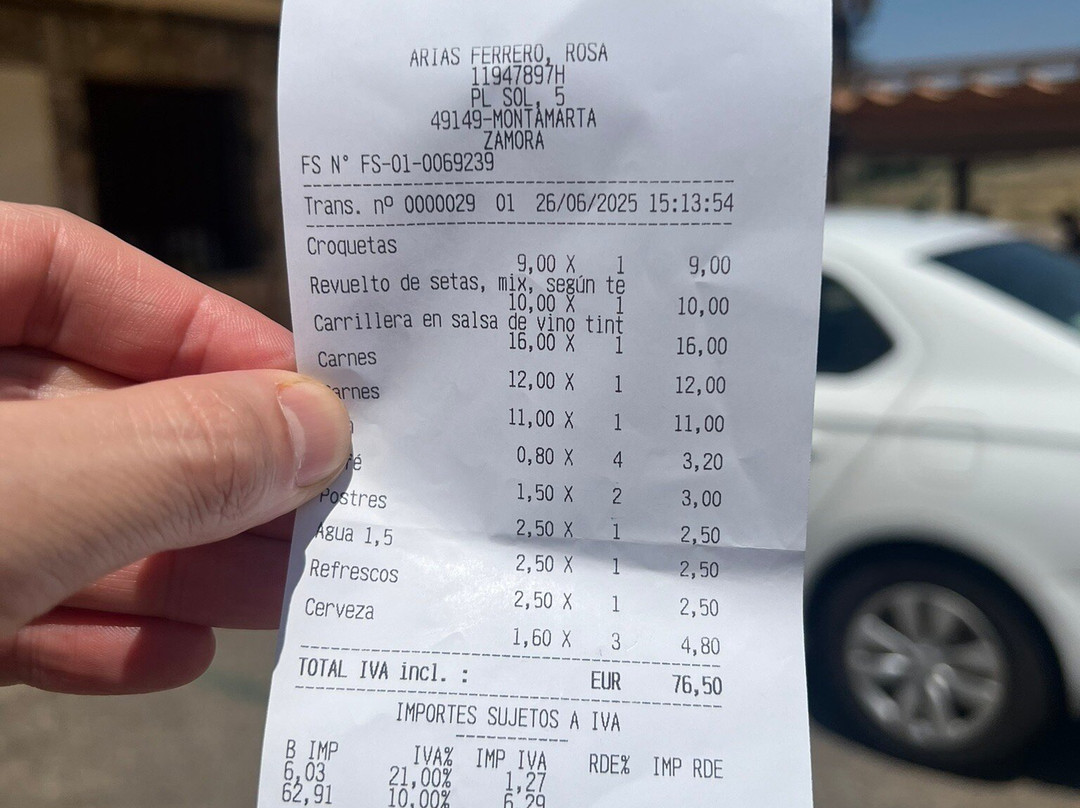 ARIAS FERRERO, ROSA
11947897H
PL SOL, 5
49149-MONTAMARTA
ZAMORA
FS N° FS-01-0069239
Trans. nº 0000029 01 26/06/2025 15:13:54
Croquetas
9,00 X 1 9,00
Revuelto de setas, mix, según te
10,00 X 1 10,00
Carrillera en salsa de vino tint
16,00 X 1 16,00
Carnes
12,00 X 1 12,00
arnes
11,00 X 1 11,00
0,80 X 4 3,20
fé
1,50 X 2 3,00
Postres
2,50 X 1 2,50
Agua 1,5
2,50 X 1 2,50
Refrescos
2,50 X 1 2,50
Cerveza
1,60 X 3 4,80
TOTAL IVA incl. : EUR 76,50
IMPORTES SUJETOS A IVA
B IMP IVA% IMP IVA RDE% IMP RDE
6,03 21,00% 1,27
62,91 10,00% 6,29